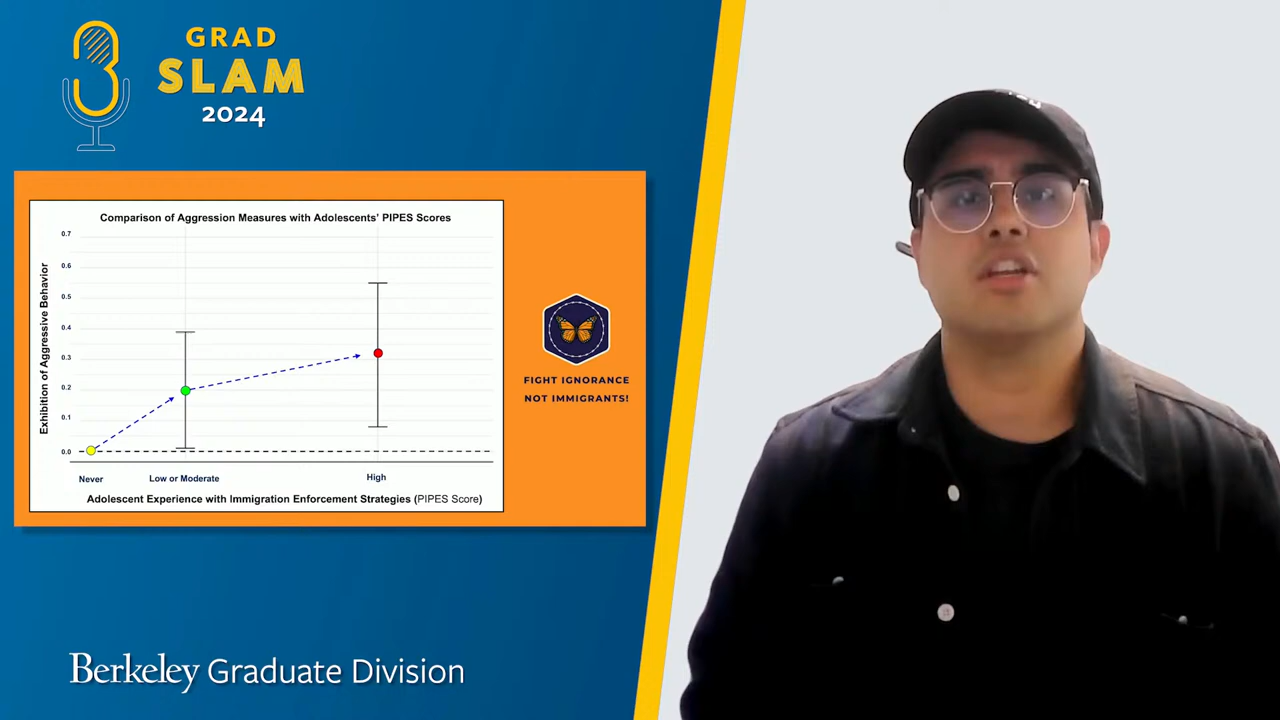 GRAD
SLAM
2024
Comparison of Aggression Measures with Adolescents' PIPES Scores
Exhibition of Aggressive Behavior
0.7
0.6
0.5
0.4
0.3
0.2
0.1
0.0
Never
Low or Moderate
High
Adolescent Experience with Immigration Enforcement Strategies (PIPES Score)
FIGHT IGNORANCE
NOT IMMIGRANTS!
Berkeley Graduate Division